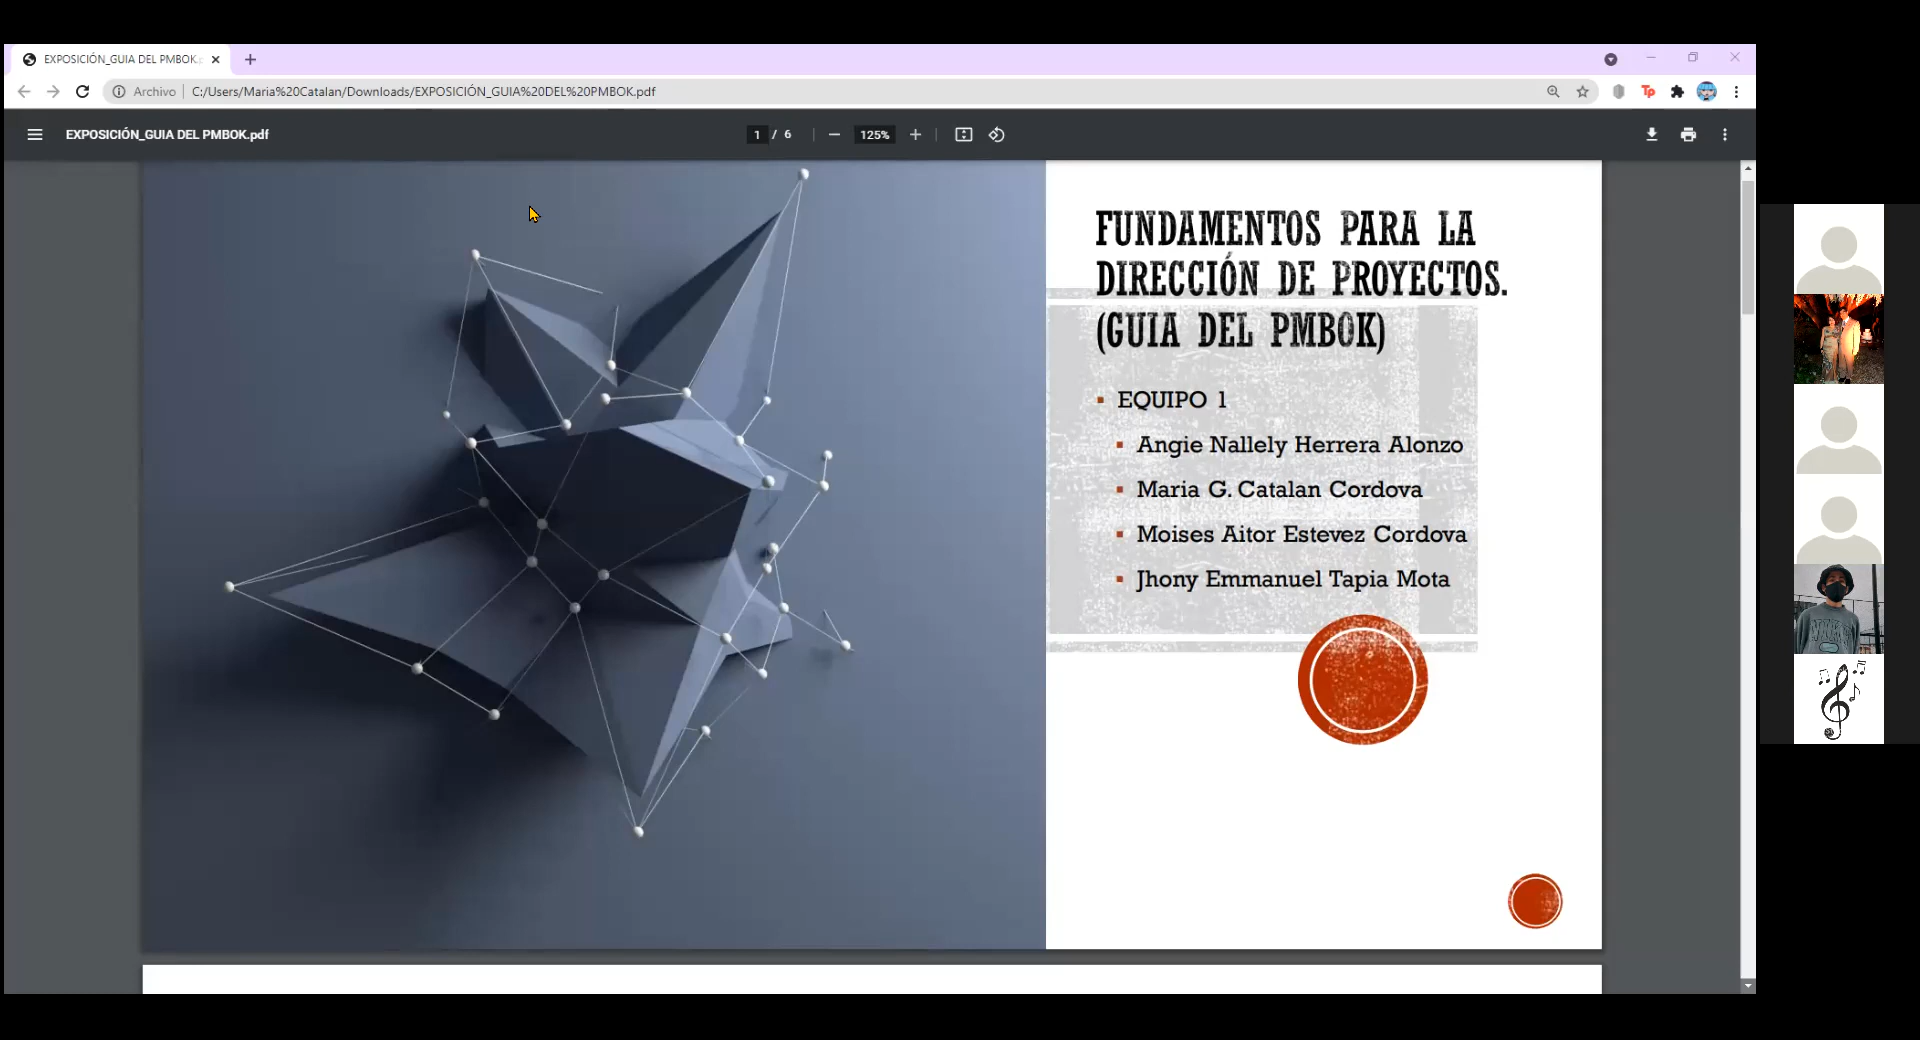 EXPOSICIÓN_GUIA DEL PMBOK.
Archivo
C:/Users/Maria%20Catalan/Downloads/EXPOSICIÓN_GUIA%20DEL%20PMBOK.pdf
Tp
EXPOSICIÓN_GUIA DEL PMBOK.pdf
1 / 6
125%
FUNDAMENTOS PARA LA
DIRECCIÓN DE PROYECTOS.
(GUIA DEL PMBOK)
EQUIPO 1
Angie Nallely Herrera Alonzo
Maria G. Catalan Cordova
Moises Aitor Estevez Cordova
Jhony Emmanuel Tapia Mota